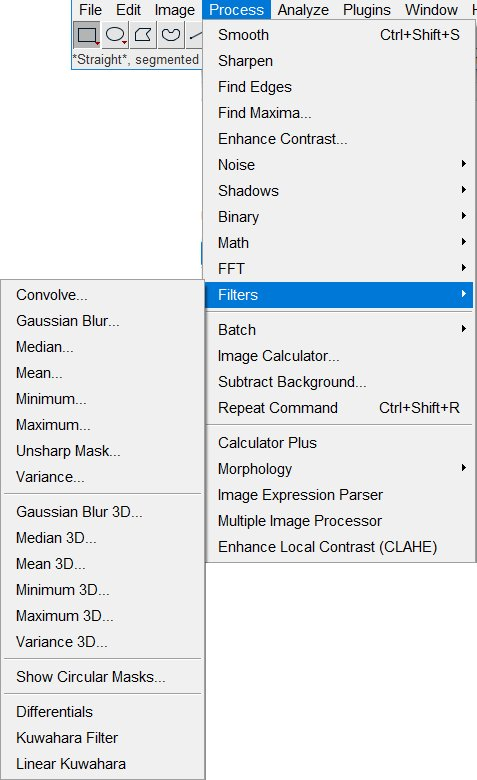 File Edit Image Process Analyze Plugins Window
*Straight*, segmented
Smooth Ctrl+Shift+S
Sharpen
Find Edges
Find Maxima...
Enhance Contrast...
Noise
Shadows
Binary
Math
FFT
Filters
Batch
Image Calculator...
Subtract Background...
Repeat Command Ctrl+Shift+R
Calculator Plus
Morphology
Image Expression Parser
Multiple Image Processor
Enhance Local Contrast (CLAHE)
Convolve...
Gaussian Blur...
Median...
Mean...
Minimum...
Maximum...
Unsharp Mask...
Variance...
Gaussian Blur 3D...
Median 3D...
Mean 3D...
Minimum 3D...
Maximum 3D...
Variance 3D...
Show Circular Masks...
Differentials
Kuwahara Filter
Linear Kuwahara